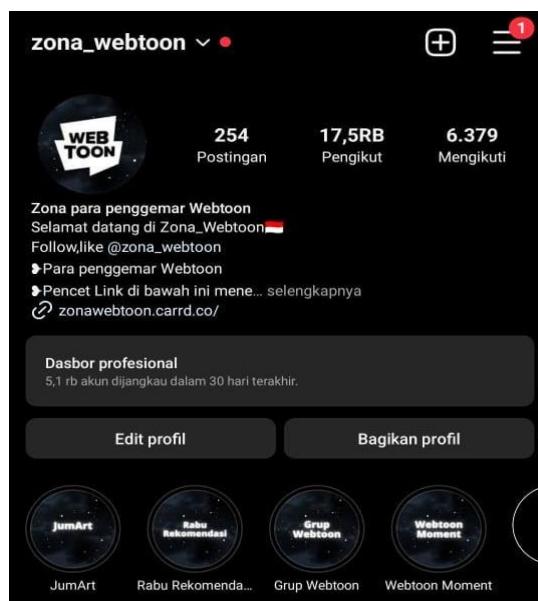 zona_webtoon
1
WEB
TOON
254 17,5RB 6.379
Postingan Pengikut Mengikuti
Zona para penggemar Webtoon
Selamat datang di Zona_Webtoon🇮🇩
Follow,like @zona_webtoon
❥Para penggemar Webtoon
❥Pencet Link di bawah ini mene... selengkapnya
zonawebtoon.carrd.co/
Dasbor profesional
5,1 rb akun dijangkau dalam 30 hari terakhir.
Edit profil Bagikan profil
JumArt
Rabu
Rekomendasi
Grup
Webtoon
Webtoon
Moment
JumArt Rabu Rekomenda... Grup Webtoon Webtoon Moment